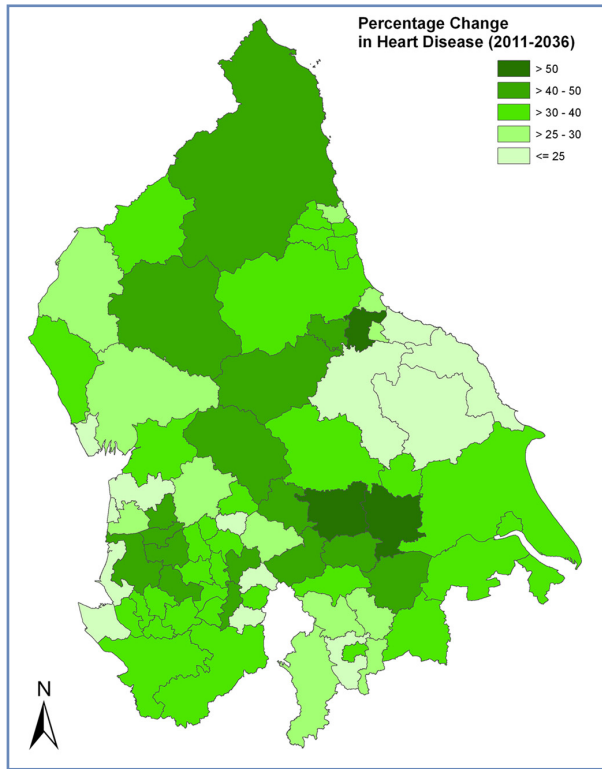 Percentage Change
in Heart Disease (2011-2036)
> 50
> 40 - 50
> 30 - 40
> 25 - 30
<= 25
N